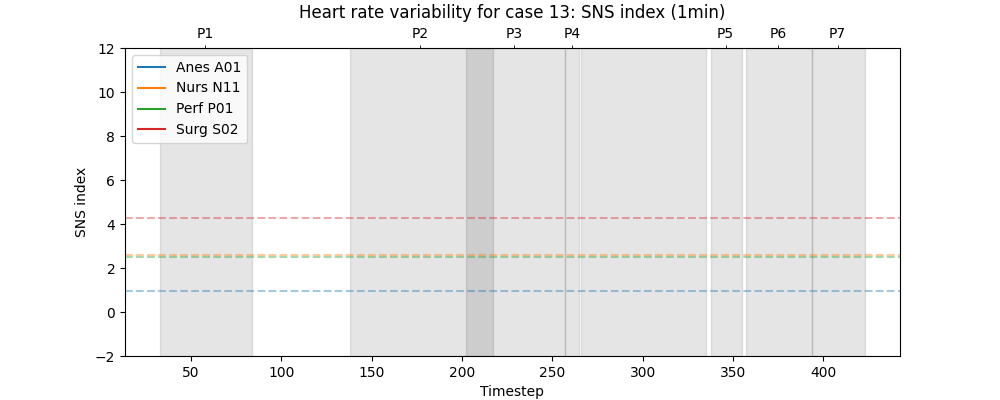 Heart rate variability for case 13: SNS index (1min)
P1 P2 P3 P4 P5 P6 P7
12
10
8
6
4
2
0
−2
SNS index
Anes A01
Nurs N11
Perf P01
Surg S02
50 100 150 200 250 300 350 400
Timestep